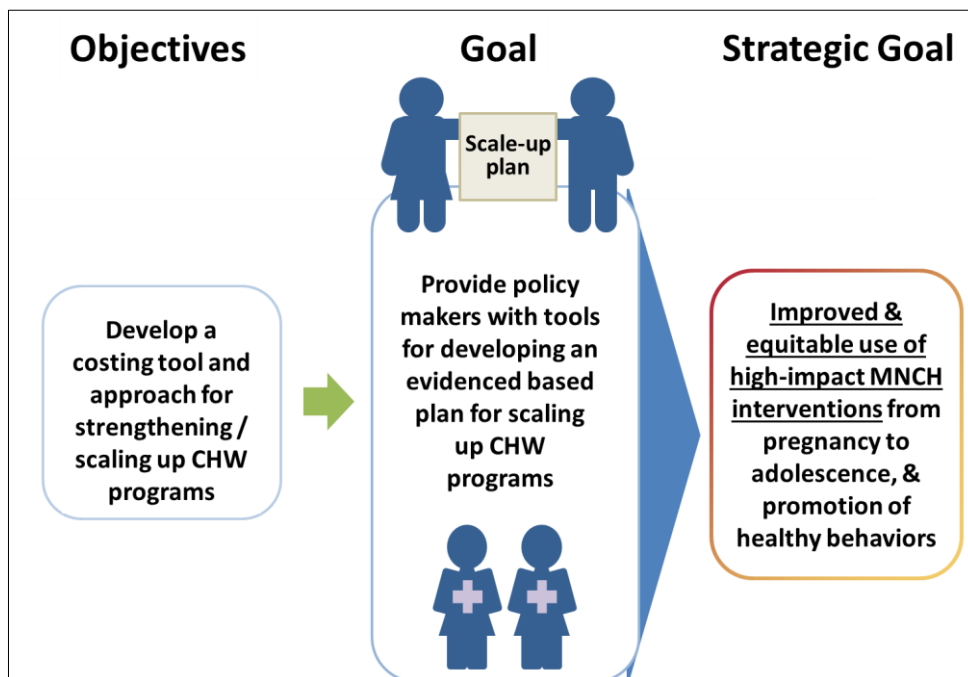 Objectives
Goal
Strategic Goal
Scale-up
plan
Develop a
costing tool and
approach for
strengthening /
scaling up CHW
programs
Provide policy
makers with tools
for developing an
evidenced based
plan for scaling
up CHW
programs
Improved &
equitable use of
high-impact MNCH
interventions from
pregnancy to
adolescence, &
promotion of
healthy behaviors